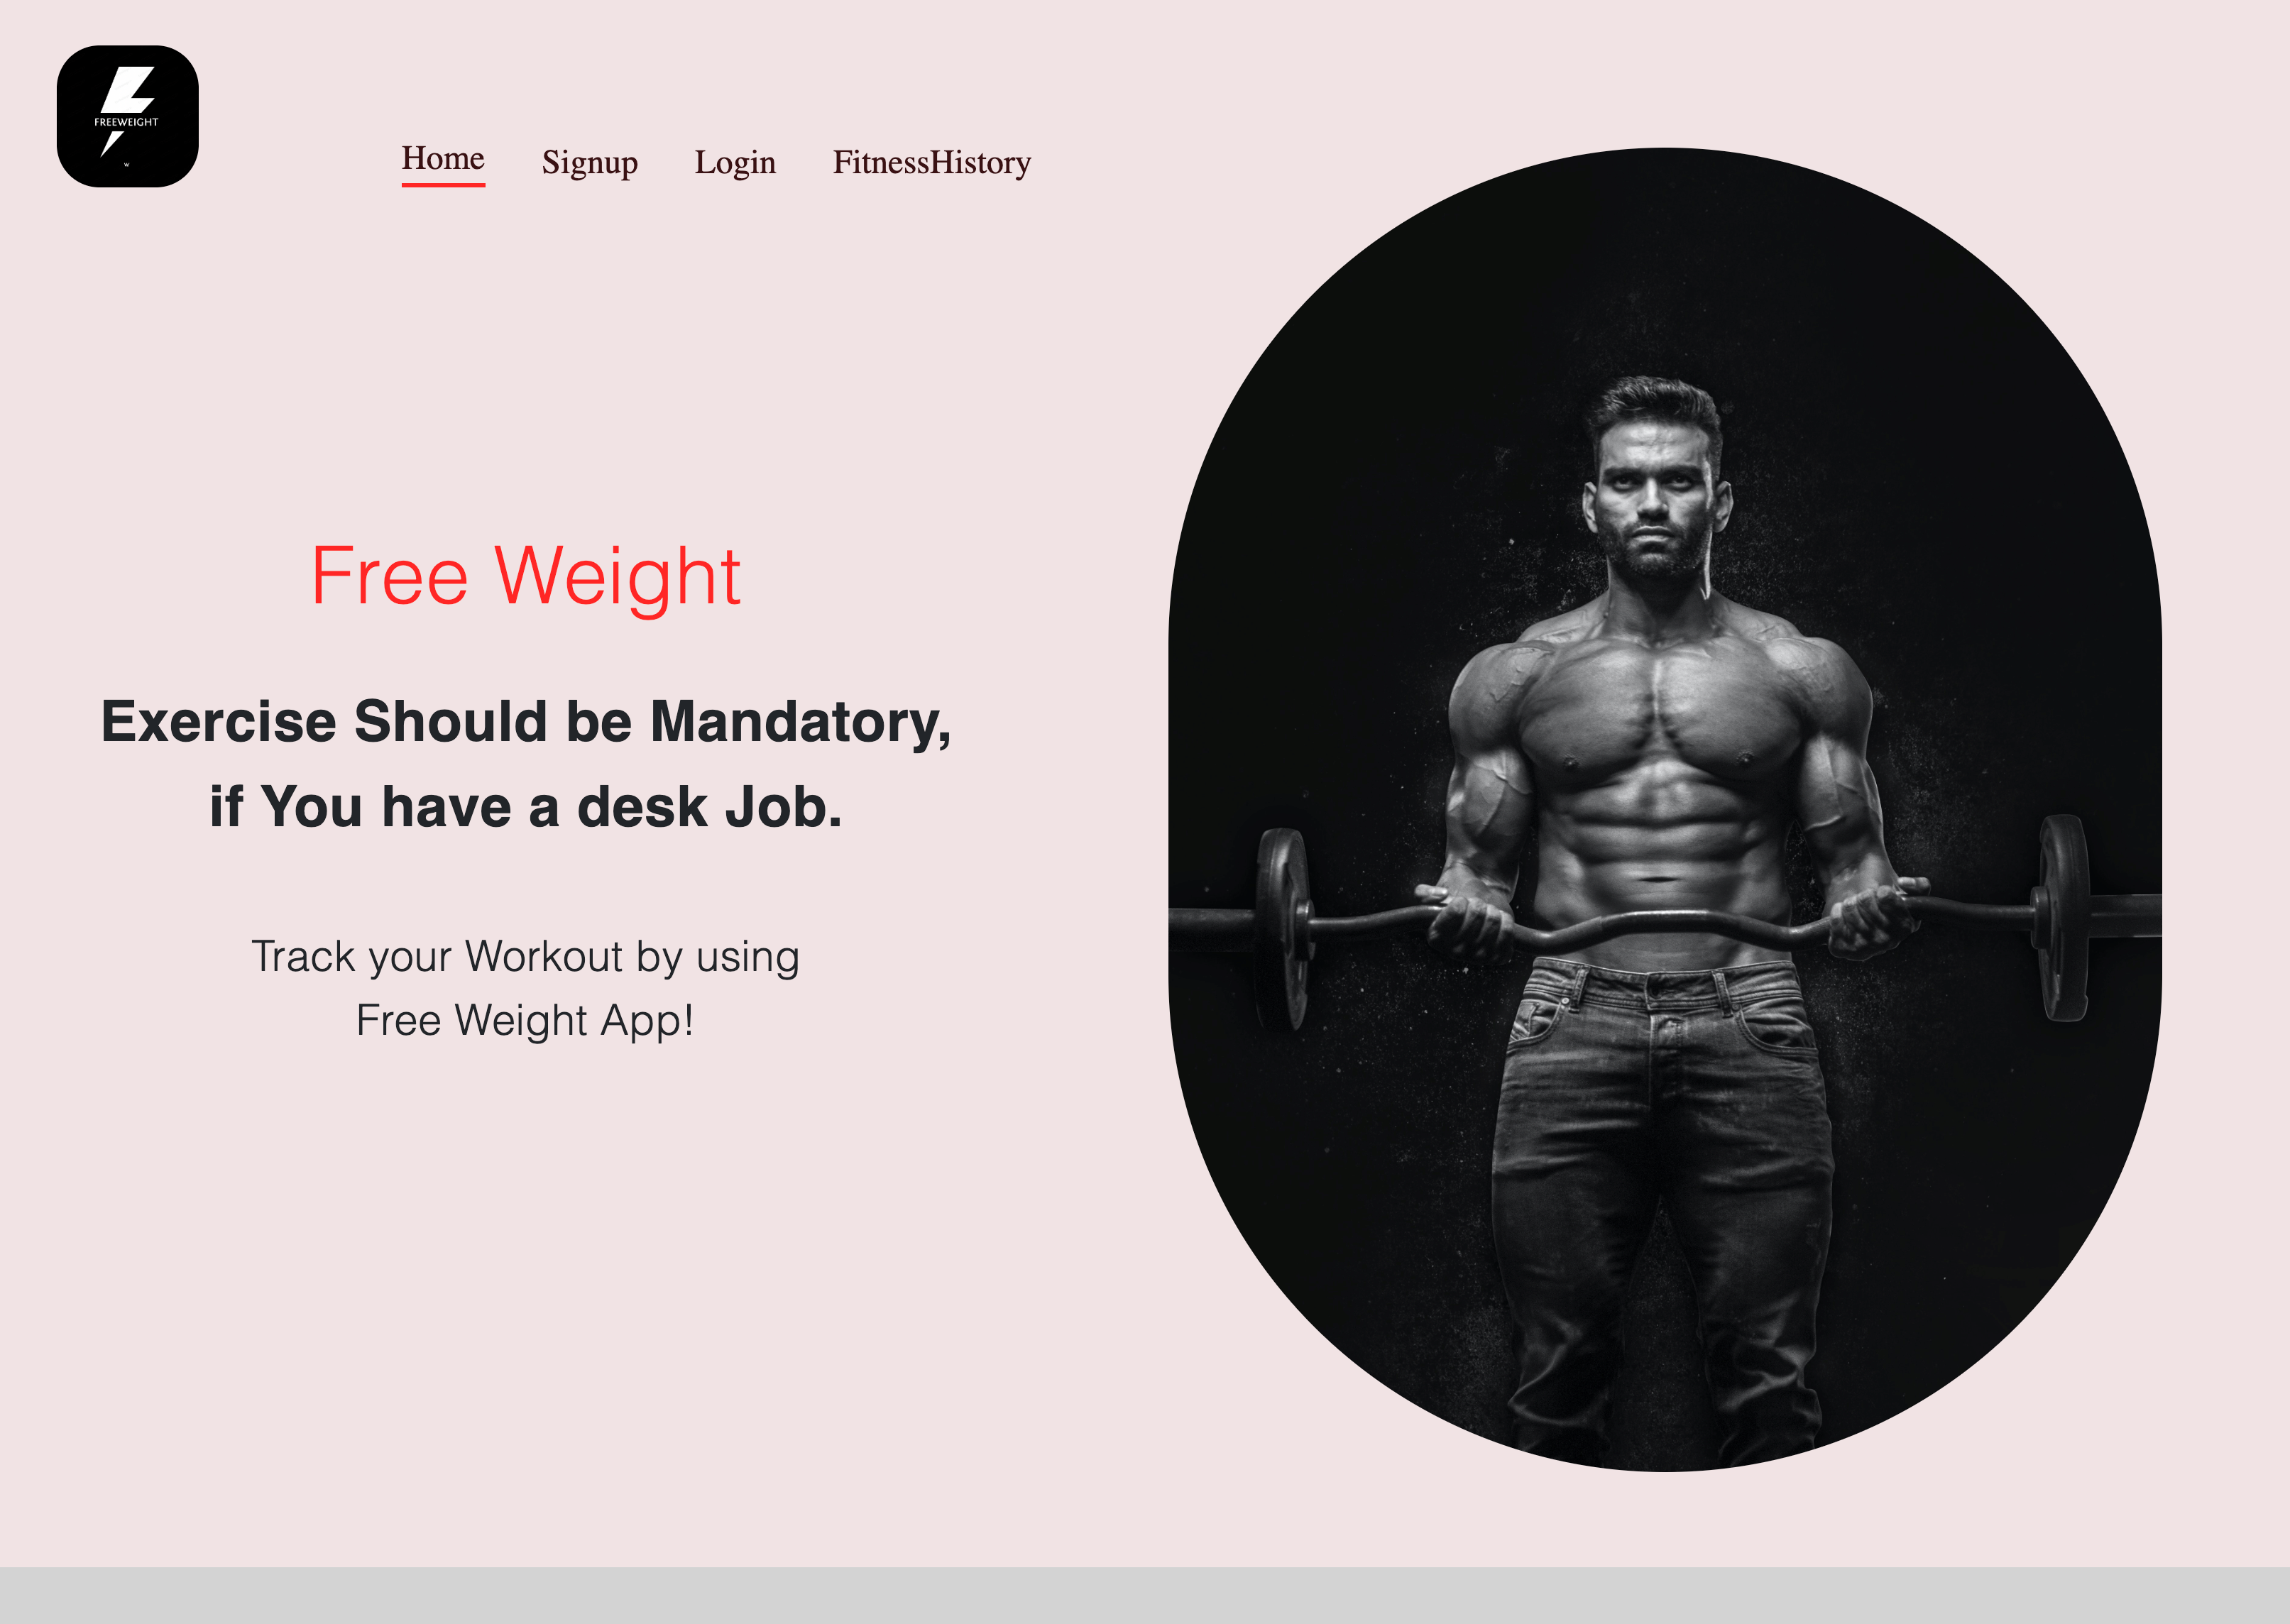 FREEWEIGHT
W
Home Signup Login FitnessHistory
Free Weight
Exercise Should be Mandatory,
if You have a desk Job.
Track your Workout by using
Free Weight App!